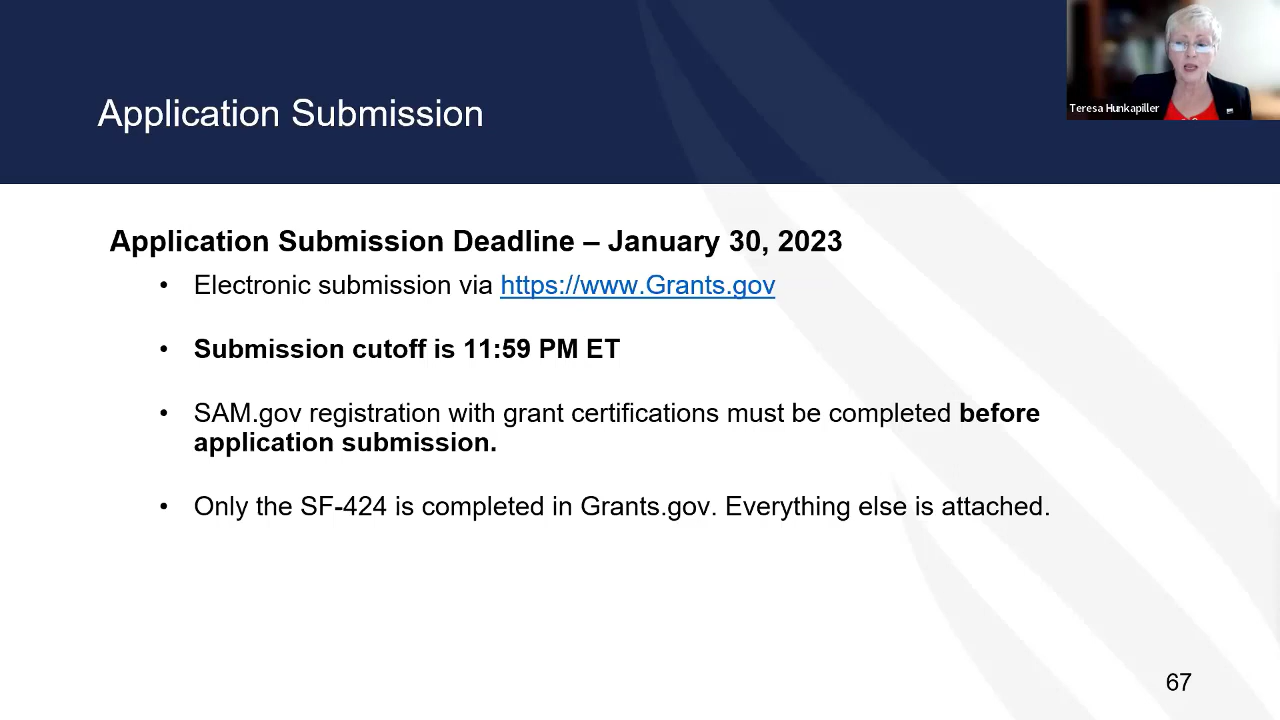 Teresa Hunkapiller
Application Submission
Application Submission Deadline – January 30, 2023
• Electronic submission via https://www.Grants.gov
• Submission cutoff is 11:59 PM ET
• SAM.gov registration with grant certifications must be completed before
application submission.
• Only the SF-424 is completed in Grants.gov. Everything else is attached.
67